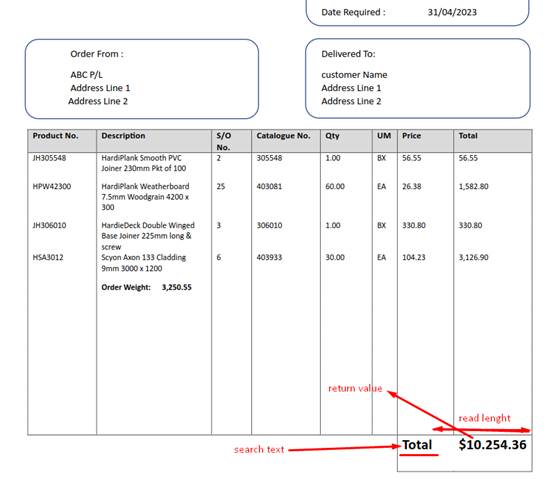 Date Required : 31/04/2023
Order From : Delivered To:
ABC P/L customer Name
Address Line 1 Address Line 1
Address Line 2 Address Line 2
Product No. Description S/O No. Catalogue No. Qty UM Price Total
JH305548 HardiPlank Smooth PVC 2 305548 1.00 BX 56.55 56.55
Joiner 230mm Pkt of 100
HPW42300 HardiPlank Weatherboard 25 403081 60.00 EA 26.38 1,582.80
7.5mm Woodgrain 4200 x
300
JH306010 HardieDeck Double Winged 3 306010 1.00 BX 330.80 330.80
Base Joiner 225mm long &
screw
HSA3012 Scyon Axon 133 Cladding 6 403933 30.00 EA 104.23 3,126.90
9mm 3000 x 1200
Order Weight: 3,250.55
return value
read lenght
search text Total $10.254.36